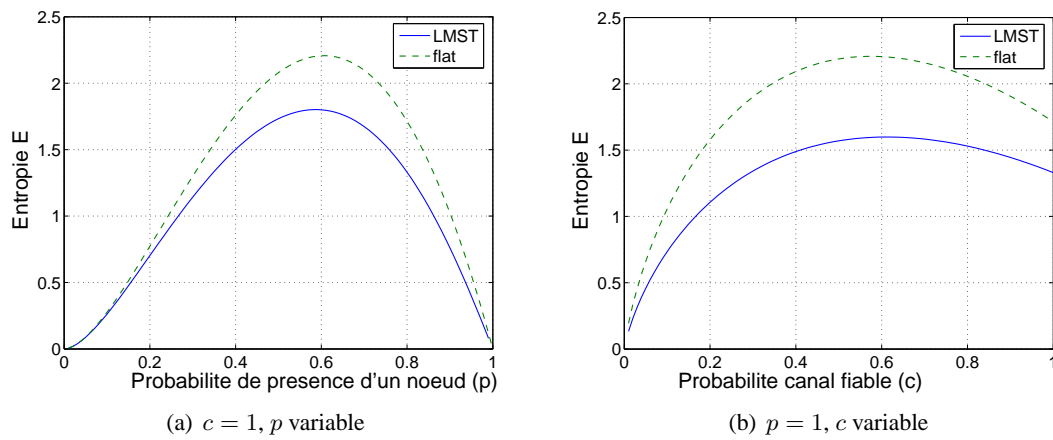 2.5
2
1.5
1
0.5
0
Entropie E
LMST
flat
0 0.2 0.4 0.6 0.8 1
Probabilite de presence d'un noeud (p)
(a) c = 1, p variable
2.5
2
1.5
1
0.5
0
Entropie E
LMST
flat
0 0.2 0.4 0.6 0.8 1
Probabilite canal fiable (c)
(b) p = 1, c variable